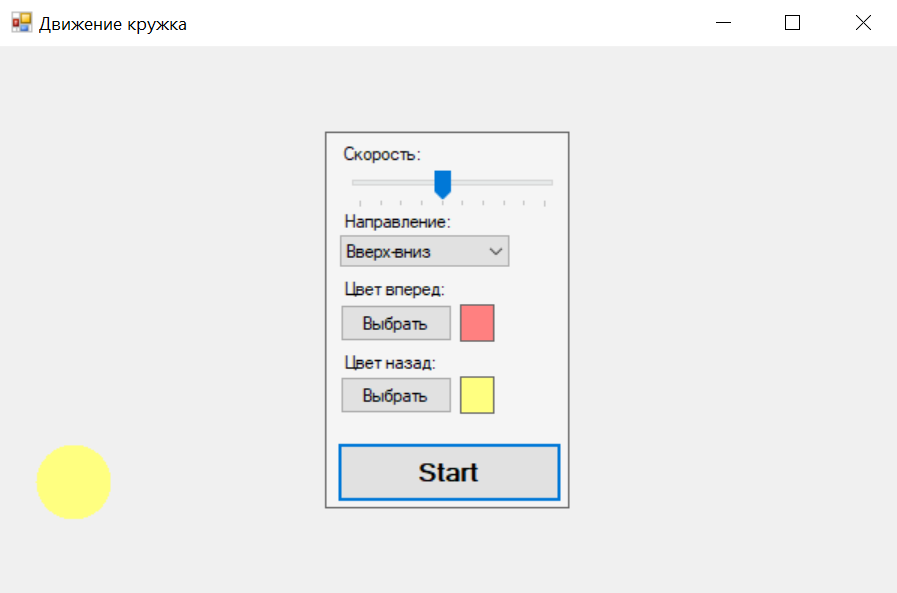 Движение кружка
Скорость:
Направление:
Вверх-вниз
Цвет вперед:
Выбрать
Цвет назад:
Выбрать
Start